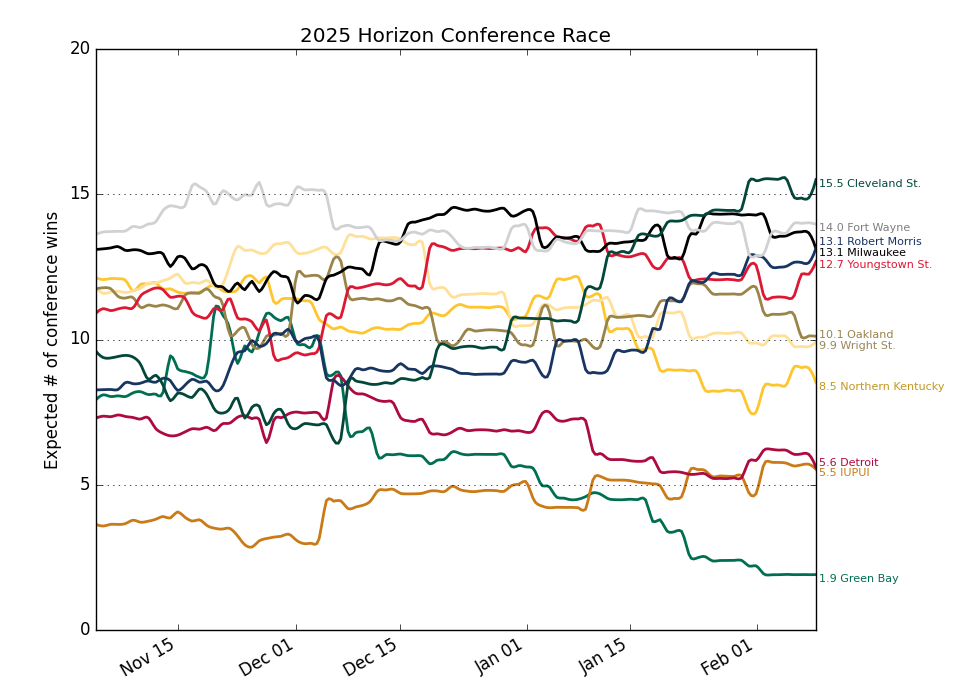 2025 Horizon Conference Race
Expected # of conference wins
20
15
10
5
0
Nov 15
Dec 01
Dec 15
Jan 01
Jan 15
Feb 01
15.5 Cleveland St.
14.0 Fort Wayne
13.1 Robert Morris
13.1 Milwaukee
12.7 Youngstown St.
10.1 Oakland
9.9 Wright St.
8.5 Northern Kentucky
5.6 Detroit
5.5 IUPUI
1.9 Green Bay